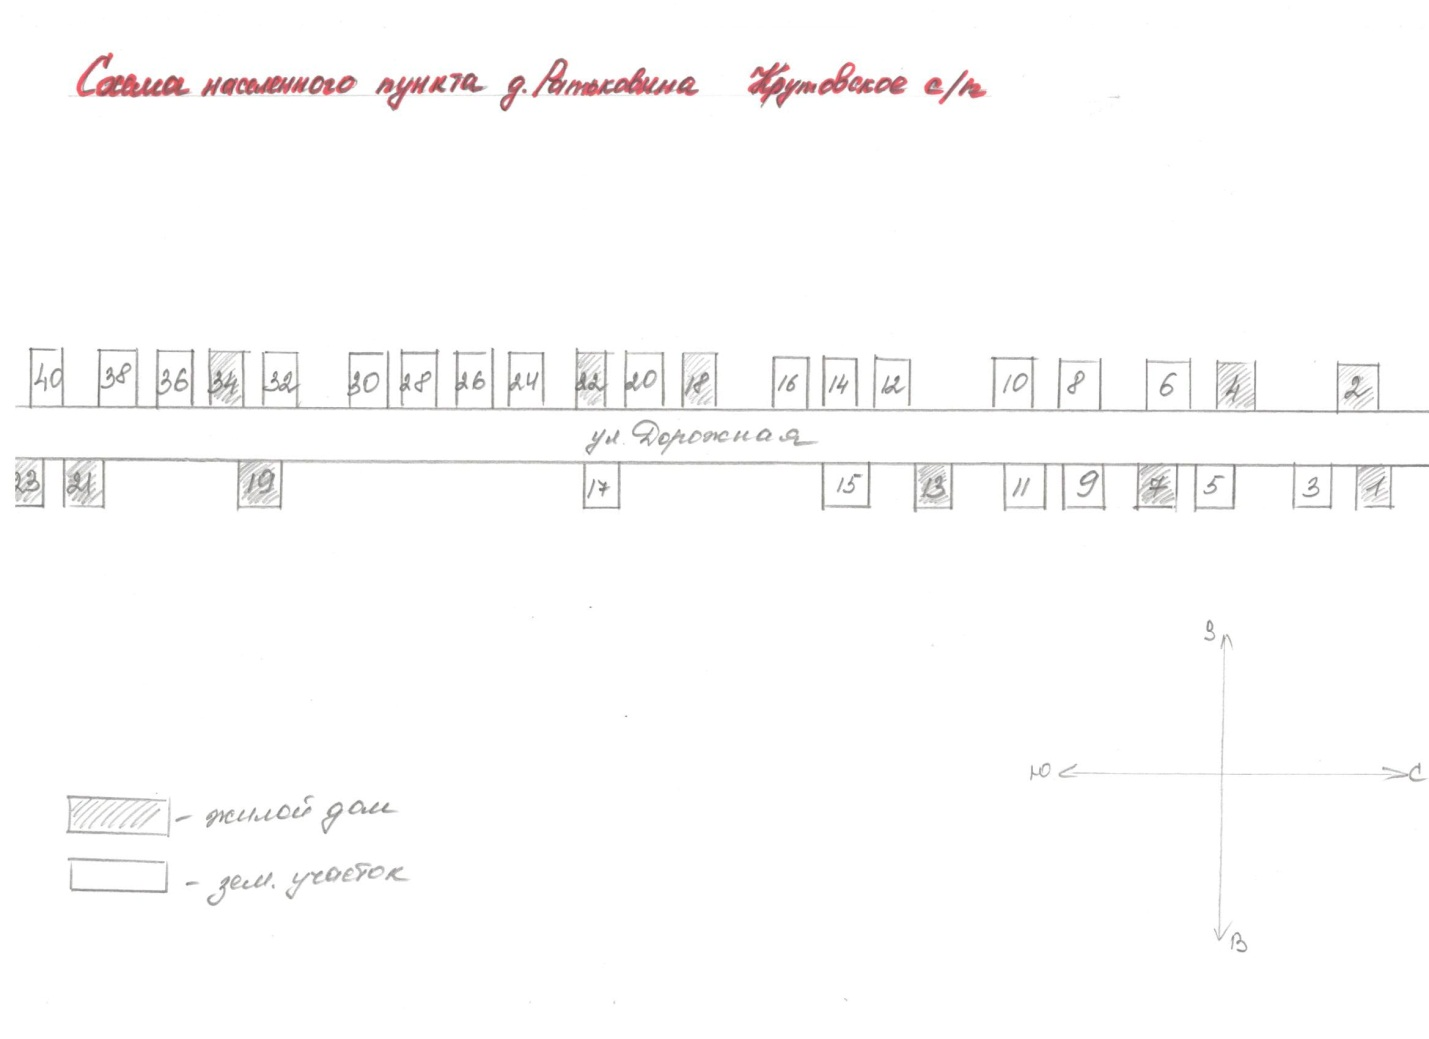 Схема населенного пункта д. Ратьковина Крутовское с/п
40 38 36 34 32 30 28 26 24 22 20 18 16 14 12 10 8 6 4 2
ул. Дорожная
23 21 19 17 15 13 11 9 7 5 3 1
З
Ю С
- жилой дом
- зем. участок
В